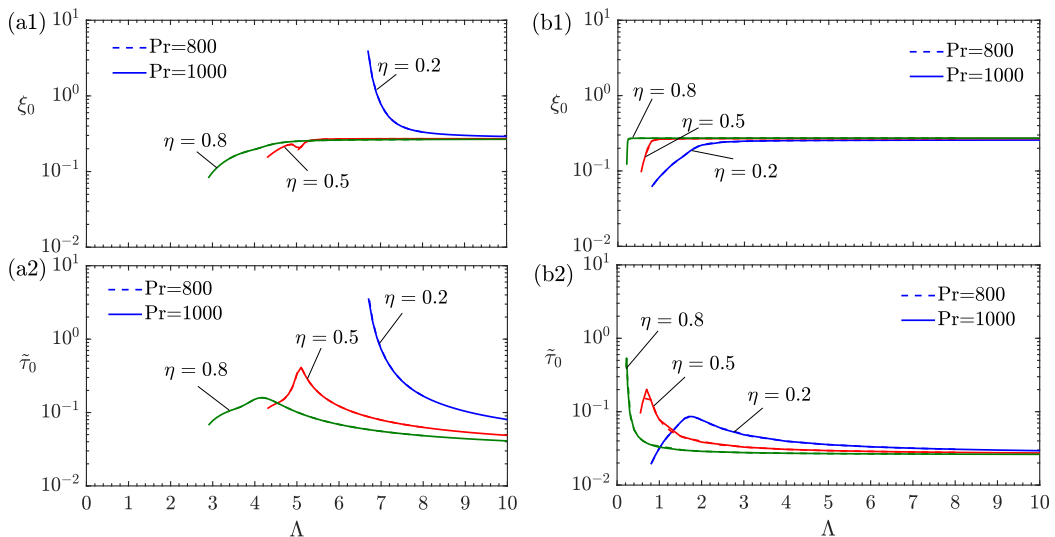 (a1)
10^1
10^0
10^{-1}
10^{-2}
ξ_0
Pr=800
Pr=1000
η = 0.2
η = 0.8
η = 0.5
(b1)
10^1
10^0
10^{-1}
10^{-2}
ξ_0
Pr=800
Pr=1000
η = 0.8
η = 0.5
η = 0.2
(a2)
10^1
10^0
10^{-1}
10^{-2}
τ̃_0
Pr=800
Pr=1000
η = 0.2
η = 0.5
η = 0.8
0 1 2 3 4 5 6 7 8 9 10
Λ
(b2)
10^1
10^0
10^{-1}
10^{-2}
τ̃_0
Pr=800
Pr=1000
η = 0.8
η = 0.5
η = 0.2
0 1 2 3 4 5 6 7 8 9 10
Λ